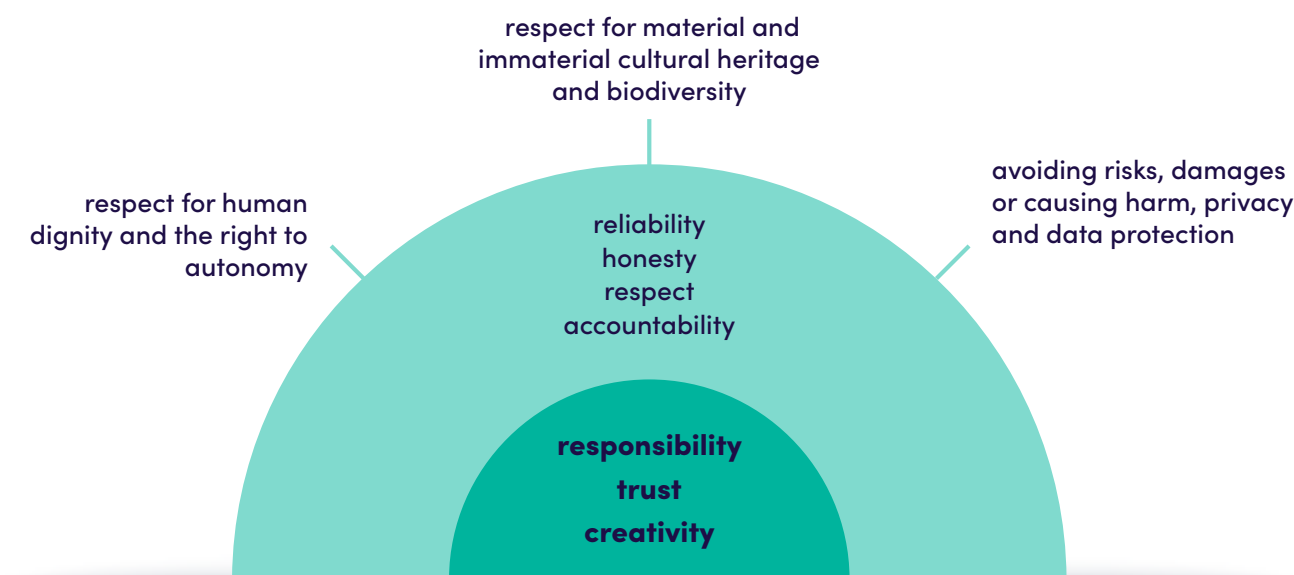 respect for material and
immaterial cultural heritage
and biodiversity
respect for human
dignity and the right to
autonomy
avoiding risks, damages
or causing harm, privacy
and data protection
reliability
honesty
respect
accountability
responsibility
trust
creativity